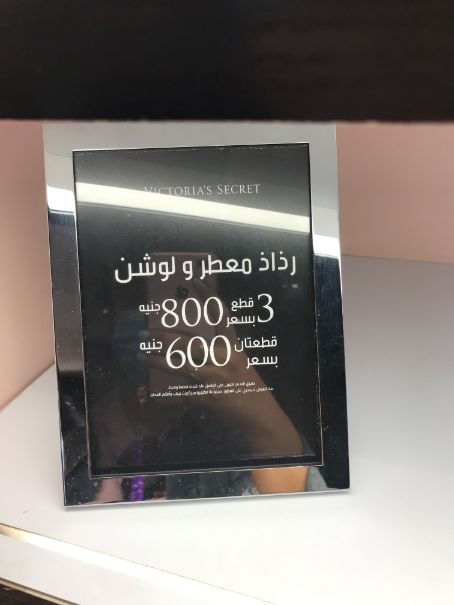 VICTORIA'S SECRET
رذاذ معطر و لوشن
3 قطع بسعر 800 جنيه
قطعتان بسعر 600 جنيه